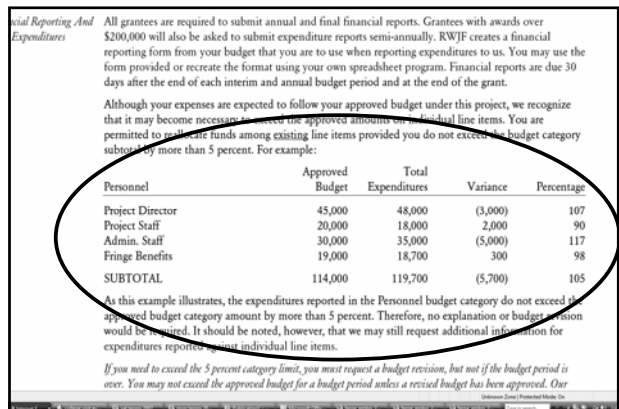 cial Reporting And
Expenditures
All grantees are required to submit annual and final financial reports. Grantees with awards over
$200,000 will also be asked to submit expenditure reports semi-annually. RWJF creates a financial
reporting form from your budget that you are to use when reporting expenditures to us. You may use the
form provided or recreate the format using your own spreadsheet program. Financial reports are due 30
days after the end of each interim and annual budget period and at the end of the grant.
Although your expenses are expected to follow your approved budget under this project, we recognize
that it may become necessary to exceed the approved amounts on individual line items. You are
permitted to reallocate funds among existing line items provided you do not exceed the budget category
subtotal by more than 5 percent. For example:
Approved Total
Personnel Budget Expenditures Variance Percentage
Project Director 45,000 48,000 (3,000) 107
Project Staff 20,000 18,000 2,000 90
Admin. Staff 30,000 35,000 (5,000) 117
Fringe Benefits 19,000 18,700 300 98
SUBTOTAL 114,000 119,700 (5,700) 105
As this example illustrates, the expenditures reported in the Personnel budget category do not exceed the
approved budget category amount by more than 5 percent. Therefore, no explanation or budget revision
would be required. It should be noted, however, that we may still request additional information for
expenditures reported against individual line items.
If you need to exceed the 5 percent category limit, you must request a budget revision, but not if the budget period is
over. You may not exceed the approved budget for a budget period unless a revised budget has been approved. Our
Unknown Zone | Protected Mode: On